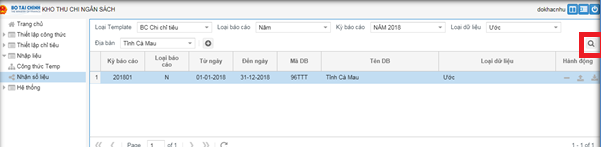 BỘ TÀI CHÍNH KHO THU CHI NGÂN SÁCH dokhacnhu
Trang chủ
Thiết lập công thức
Thiết lập chỉ tiêu
Nhập liệu
Công thức Temp
Nhận số liệu
Hệ thống
Loại Template BC Chi chỉ tiêu Loại báo cáo Năm Kỳ báo cáo NĂM 2018 Loại dữ liệu Ước
Địa bàn Tỉnh Cà Mau
Kỳ báo cáo Loại báo cáo Từ ngày Đến ngày Mã DB Tên DB Loại dữ liệu Hành động
1 201801 N 01-01-2018 31-12-2018 96TTT Tỉnh Cà Mau Ước
Page 1 of 1 1 - 1 of 1